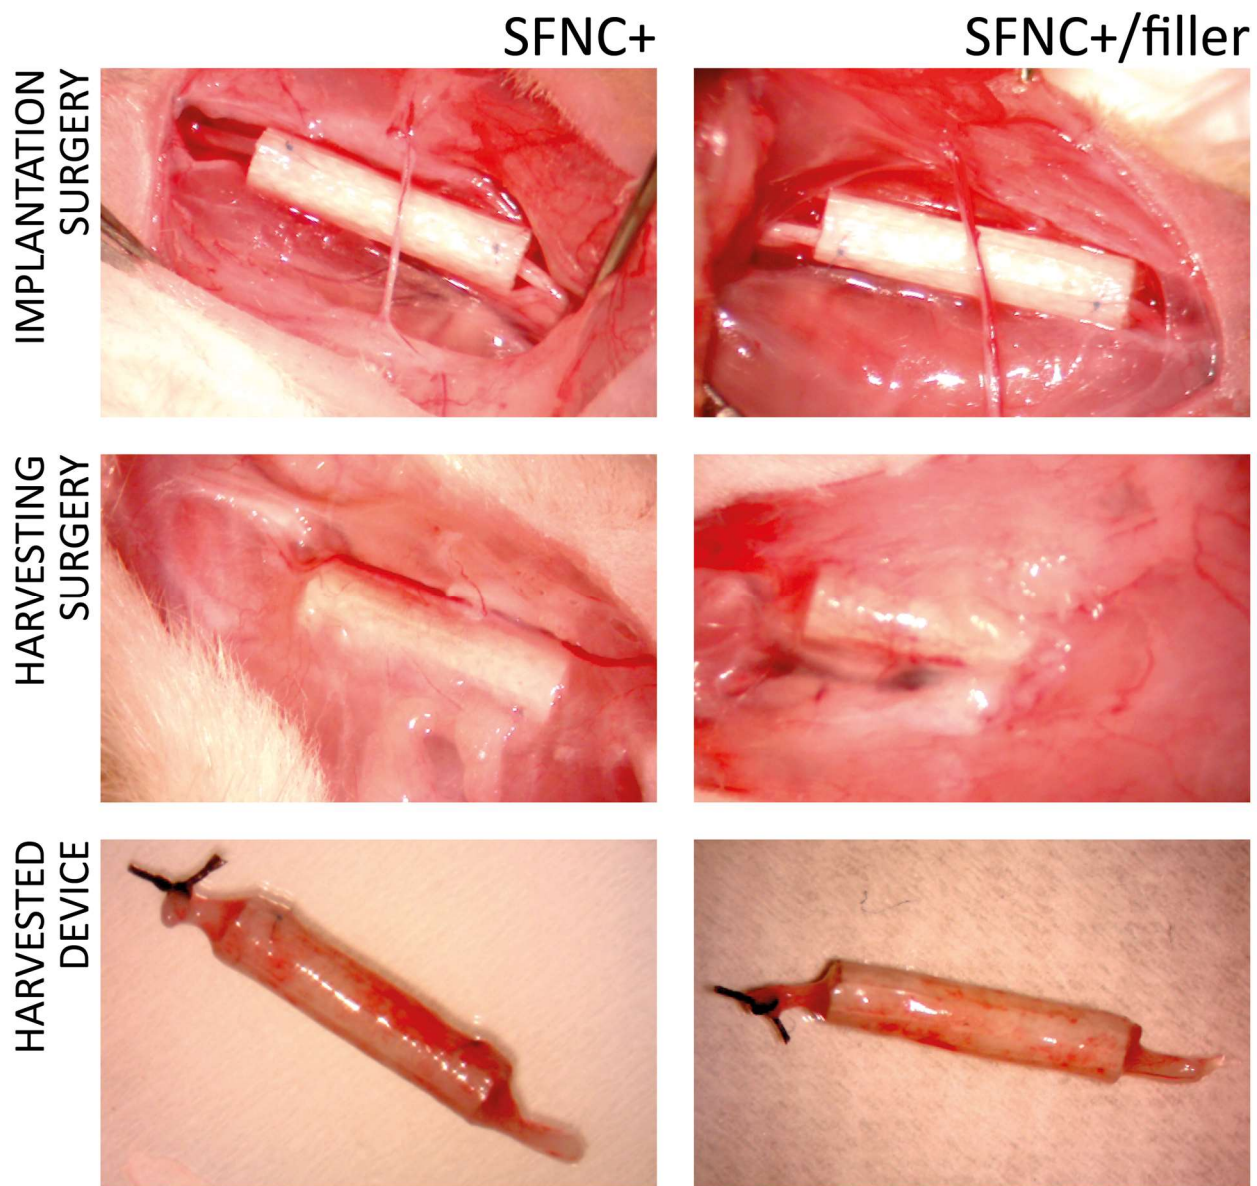 SFNC+
SFNC+/filler
IMPLANTATION
SURGERY
HARVESTING
SURGERY
HARVESTED
DEVICE